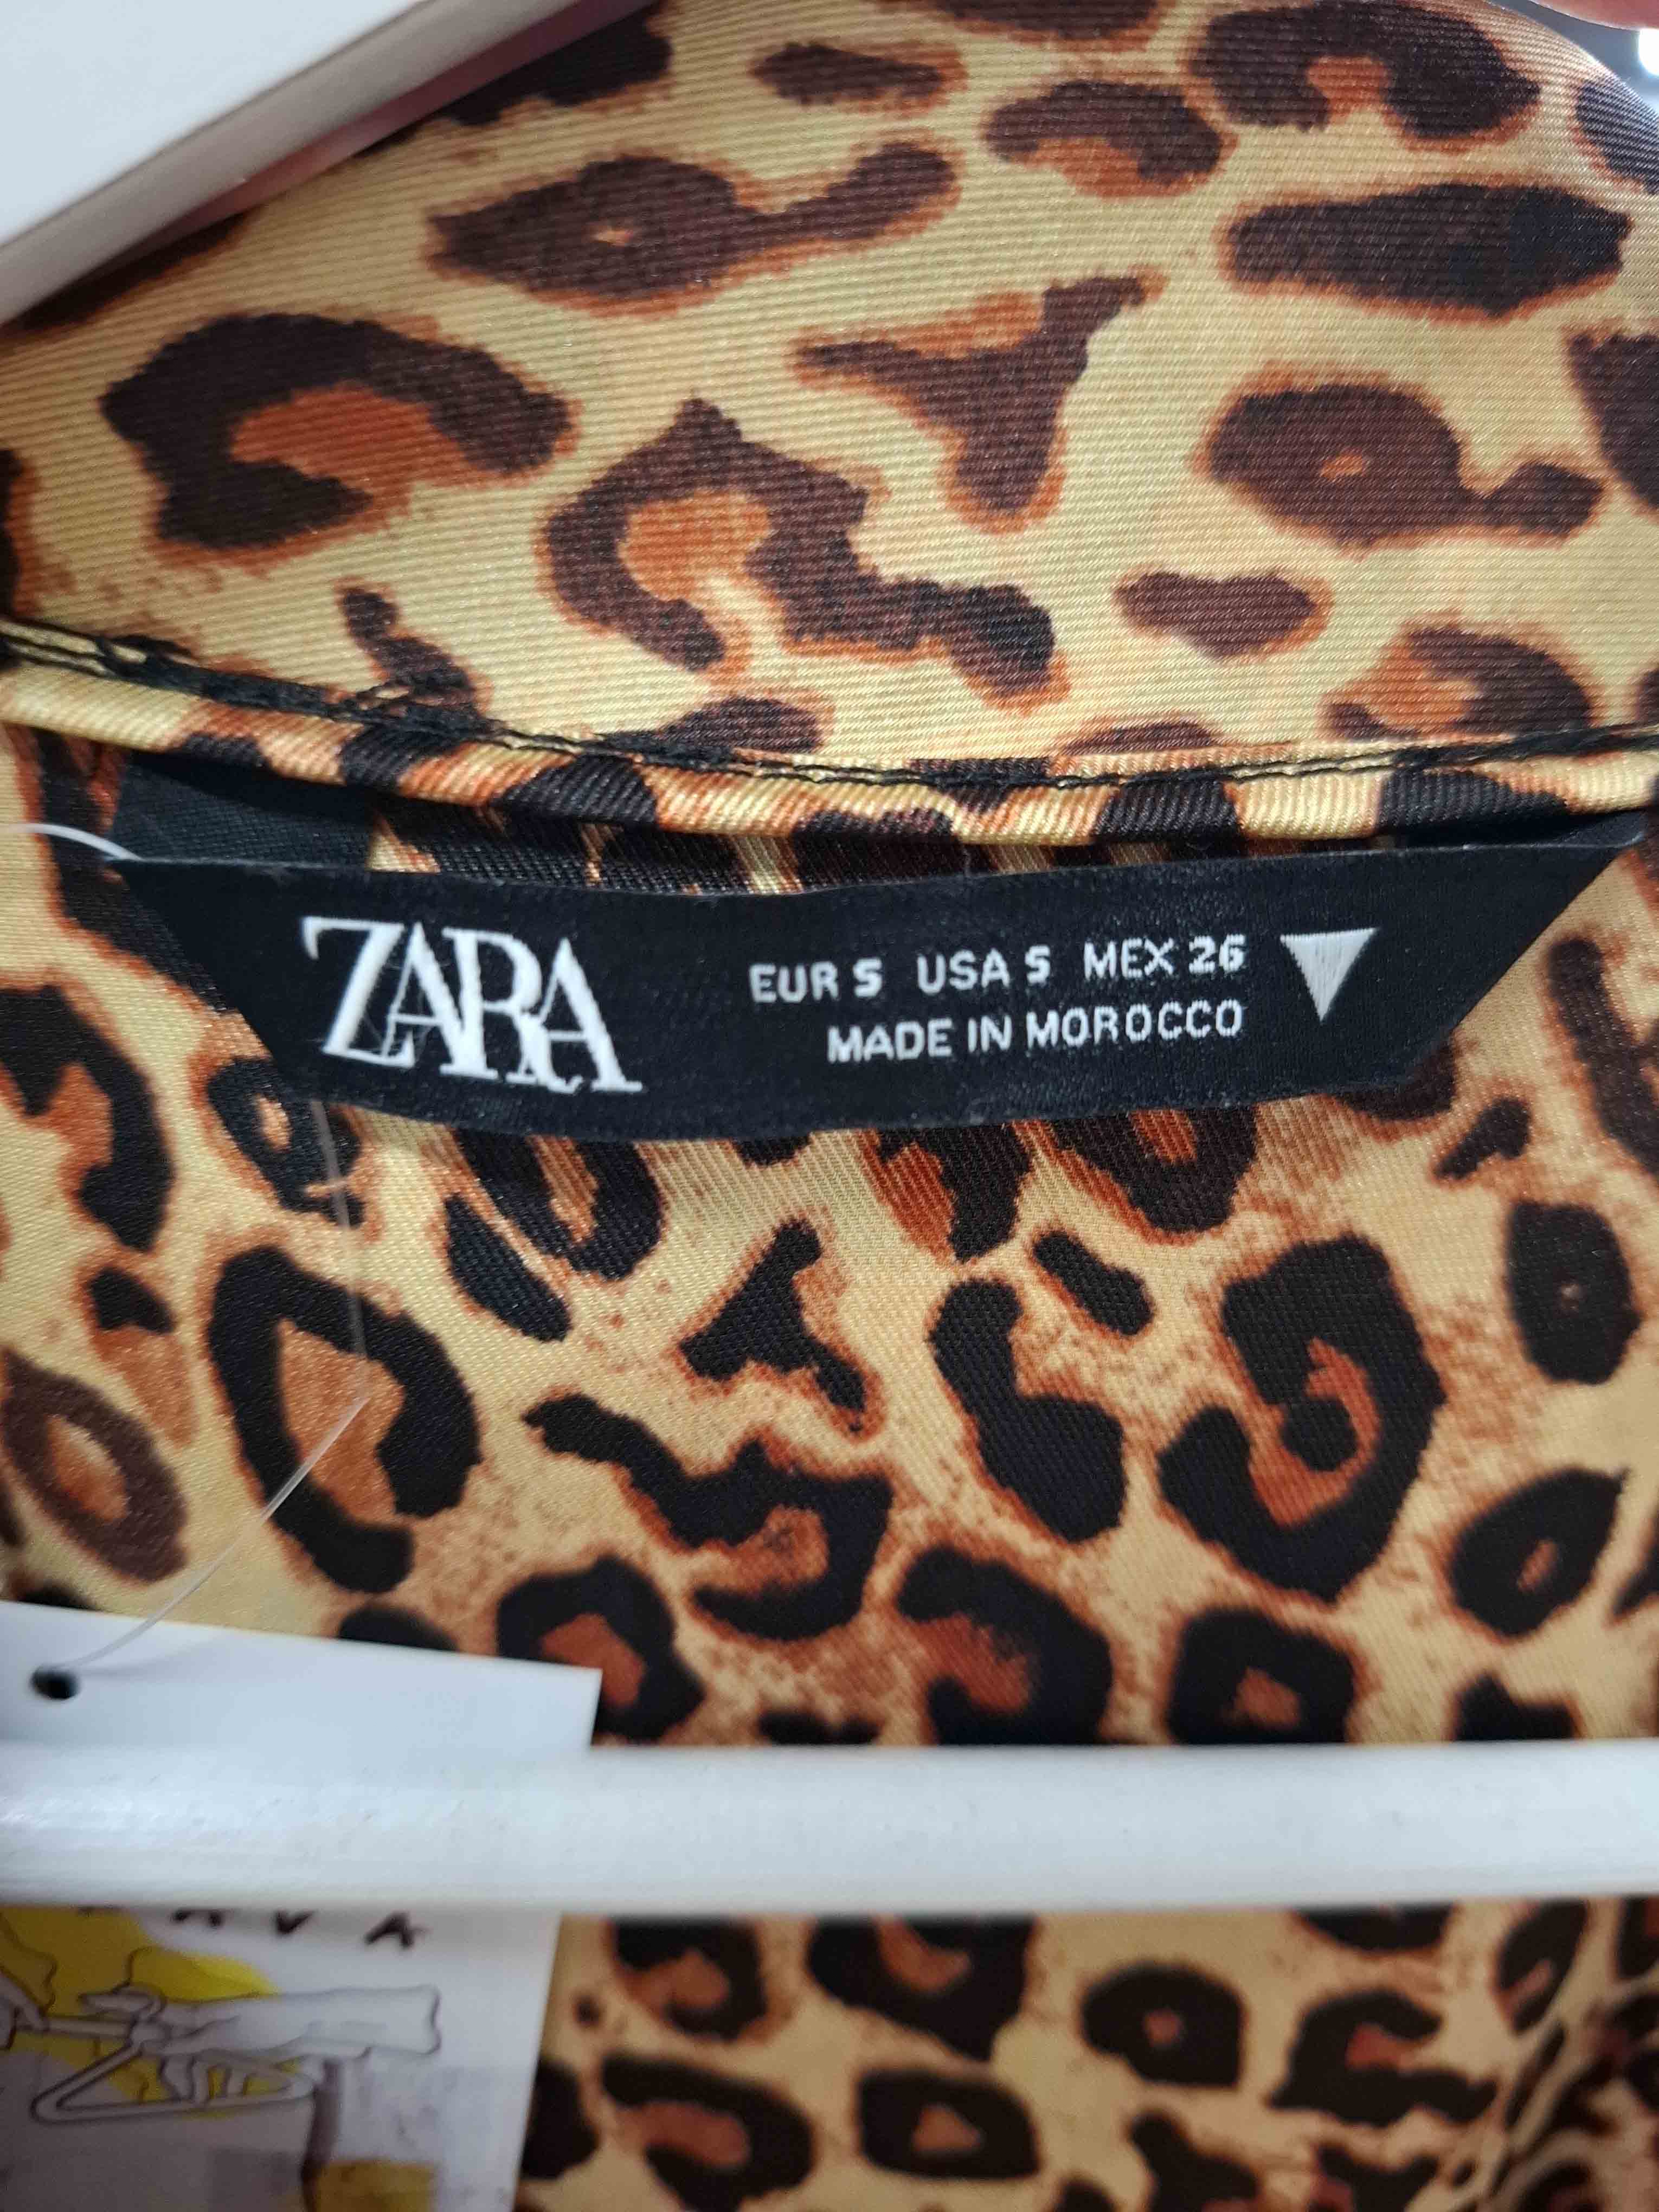 ZARA
EUR S USA S MEX 26
MADE IN MOROCCO